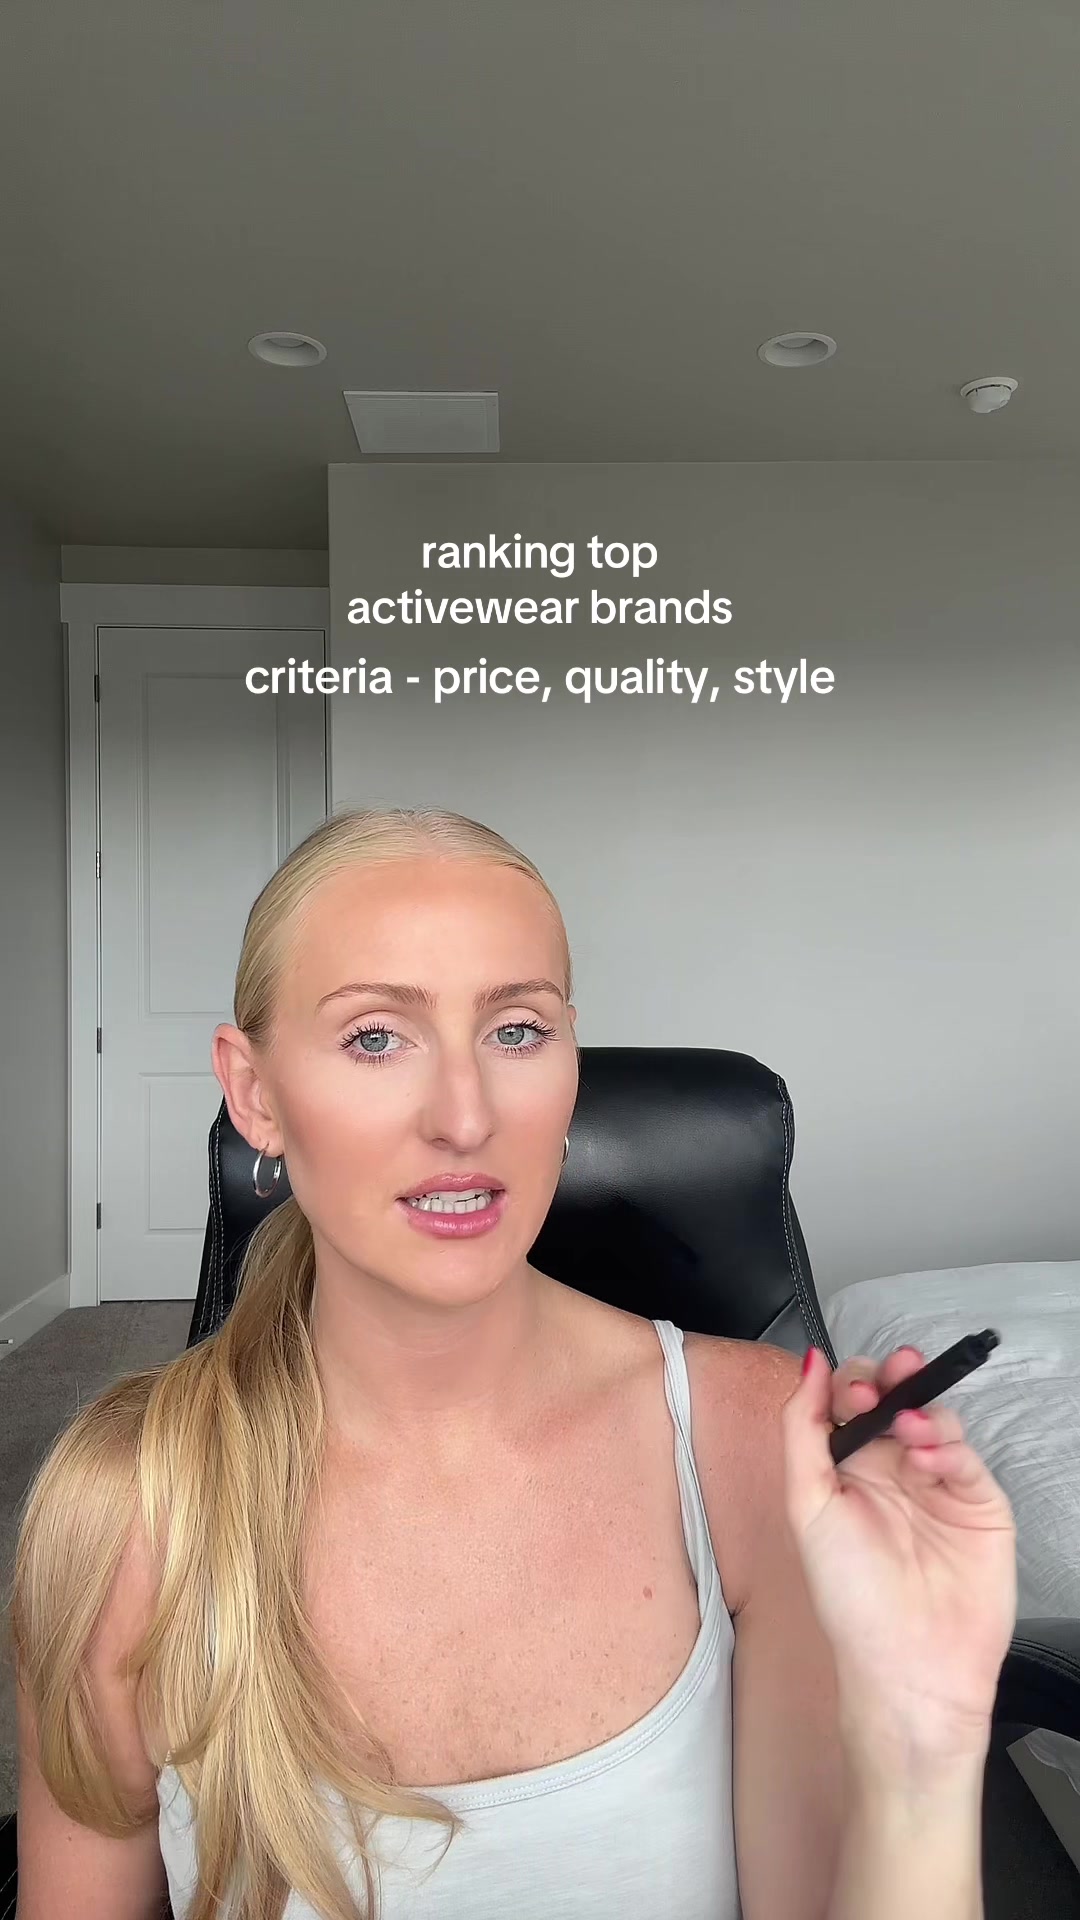 ranking top
activewear brands
criteria - price, quality, style